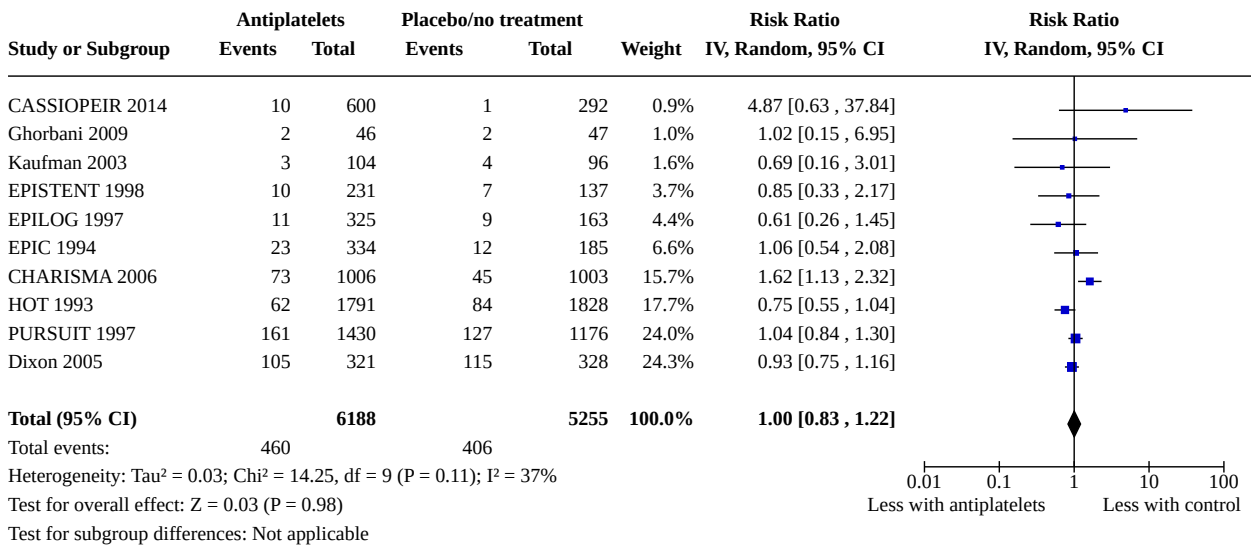 Antiplatelets Placebo/no treatment Risk Ratio Risk Ratio
Study or Subgroup Events Total Events Total Weight IV, Random, 95% CI IV, Random, 95% CI
CASSIOPEIR 2014 10 600 1 292 0.9% 4.87 [0.63 , 37.84]
Ghorbani 2009 2 46 2 47 1.0% 1.02 [0.15 , 6.95]
Kaufman 2003 3 104 4 96 1.6% 0.69 [0.16 , 3.01]
EPISTENT 1998 10 231 7 137 3.7% 0.85 [0.33 , 2.17]
EPILOG 1997 11 325 9 163 4.4% 0.61 [0.26 , 1.45]
EPIC 1994 23 334 12 185 6.6% 1.06 [0.54 , 2.08]
CHARISMA 2006 73 1006 45 1003 15.7% 1.62 [1.13 , 2.32]
HOT 1993 62 1791 84 1828 17.7% 0.75 [0.55 , 1.04]
PURSUIT 1997 161 1430 127 1176 24.0% 1.04 [0.84 , 1.30]
Dixon 2005 105 321 115 328 24.3% 0.93 [0.75 , 1.16]
Total (95% CI) 6188 5255 100.0% 1.00 [0.83 , 1.22]
Total events: 460 406
Heterogeneity: Tau² = 0.03; Chi² = 14.25, df = 9 (P = 0.11); I² = 37%
0.01 0.1 1 10 100
Test for overall effect: Z = 0.03 (P = 0.98)
Less with antiplatelets Less with control
Test for subgroup differences: Not applicable